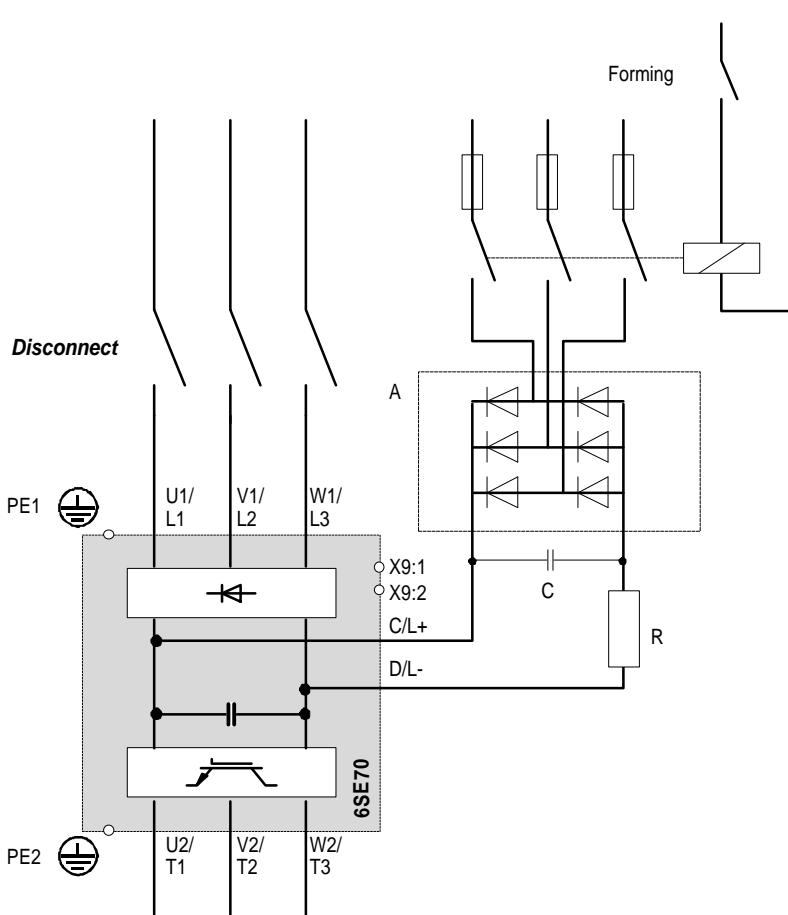 Forming
Disconnect
A
PE1
U1/
L1
V1/
L2
W1/
L3
X9:1
X9:2
C
C/L+
R
D/L-
6SE70
PE2
U2/
T1
V2/
T2
W2/
T3